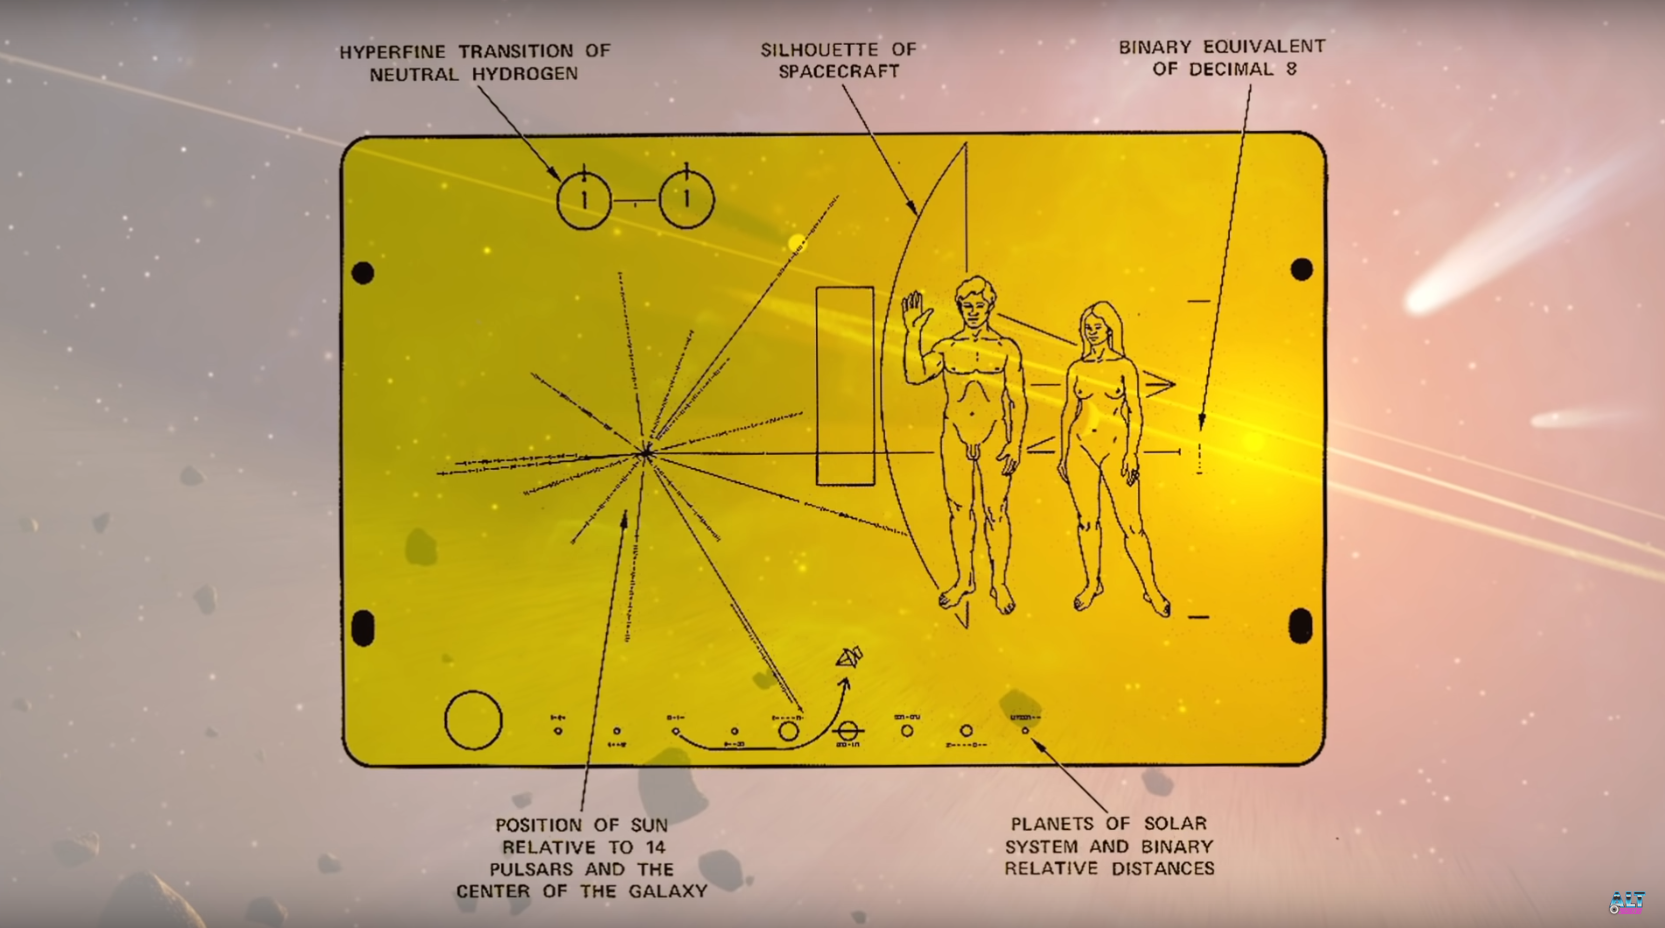 HYPERFINE TRANSITION OF
NEUTRAL HYDROGEN
SILHOUETTE OF
SPACECRAFT
BINARY EQUIVALENT
OF DECIMAL 8
POSITION OF SUN
RELATIVE TO 14
PULSARS AND THE
CENTER OF THE GALAXY
PLANETS OF SOLAR
SYSTEM AND BINARY
RELATIVE DISTANCES
ALT